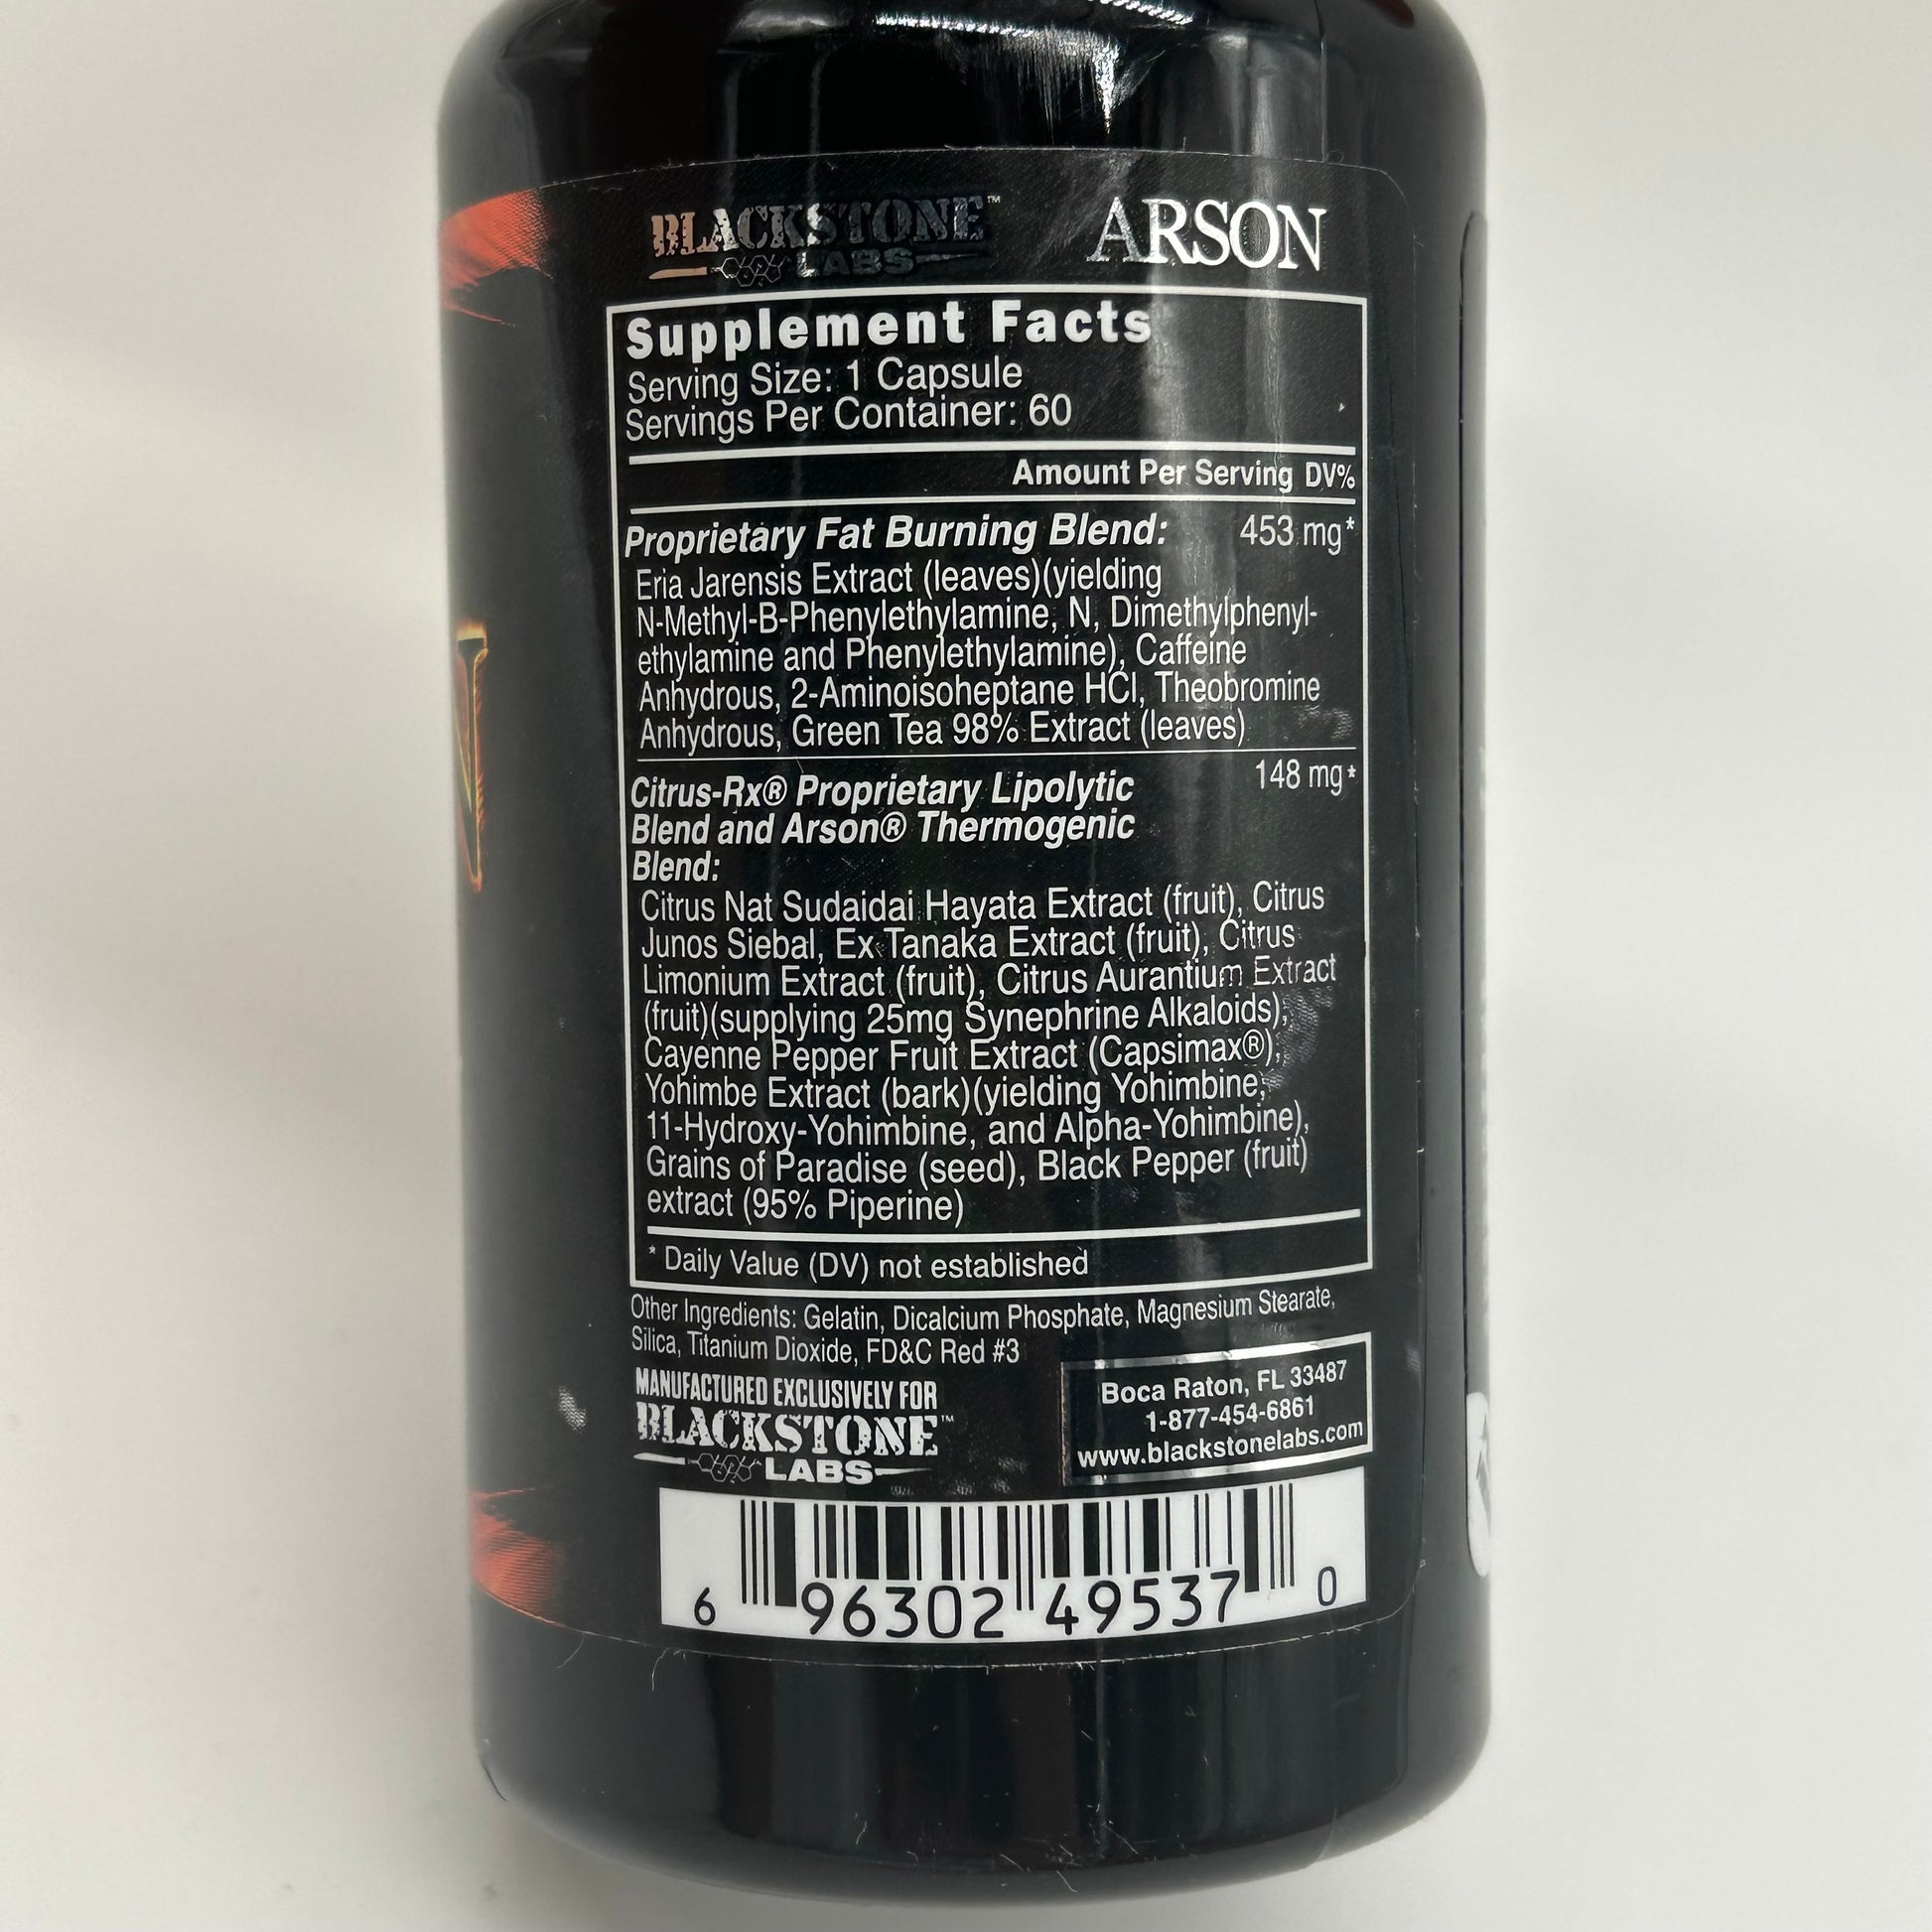 BLACKSTONE™ ARSON
LABS
Supplement Facts
Serving Size: 1 Capsule
Servings Per Container: 60
Amount Per Serving DV%
Proprietary Fat Burning Blend: 453 mg*
Eria Jarensis Extract (leaves)(yielding
N-Methyl-B-Phenylethylamine, N, Dimethylphenyl-
ethylamine and Phenylethylamine), Caffeine
Anhydrous, 2-Aminoisoheptane HCl, Theobromine
Anhydrous, Green Tea 98% Extract (leaves)
Citrus-Rx® Proprietary Lipolytic 148 mg*
Blend and Arson® Thermogenic
Blend:
Citrus Nat Sudaidai Hayata Extract (fruit), Citrus
Junos Siebal, Ex Tanaka Extract (fruit), Citrus
Limonium Extract (fruit), Citrus Aurantium Extract
(fruit)(supplying 25mg Synephrine Alkaloids),
Cayenne Pepper Fruit Extract (Capsimax®),
Yohimbe Extract (bark)(yielding Yohimbine,
11-Hydroxy-Yohimbine, and Alpha-Yohimbine),
Grains of Paradise (seed), Black Pepper (fruit)
extract (95% Piperine)
* Daily Value (DV) not established
Other Ingredients: Gelatin, Dicalcium Phosphate, Magnesium Stearate,
Silica, Titanium Dioxide, FD&C Red #3
MANUFACTURED EXCLUSIVELY FOR
BLACKSTONE™
LABS
Boca Raton, FL 33487
1-877-454-6861
www.blackstonelabs.com
6 96302 49537 0
N